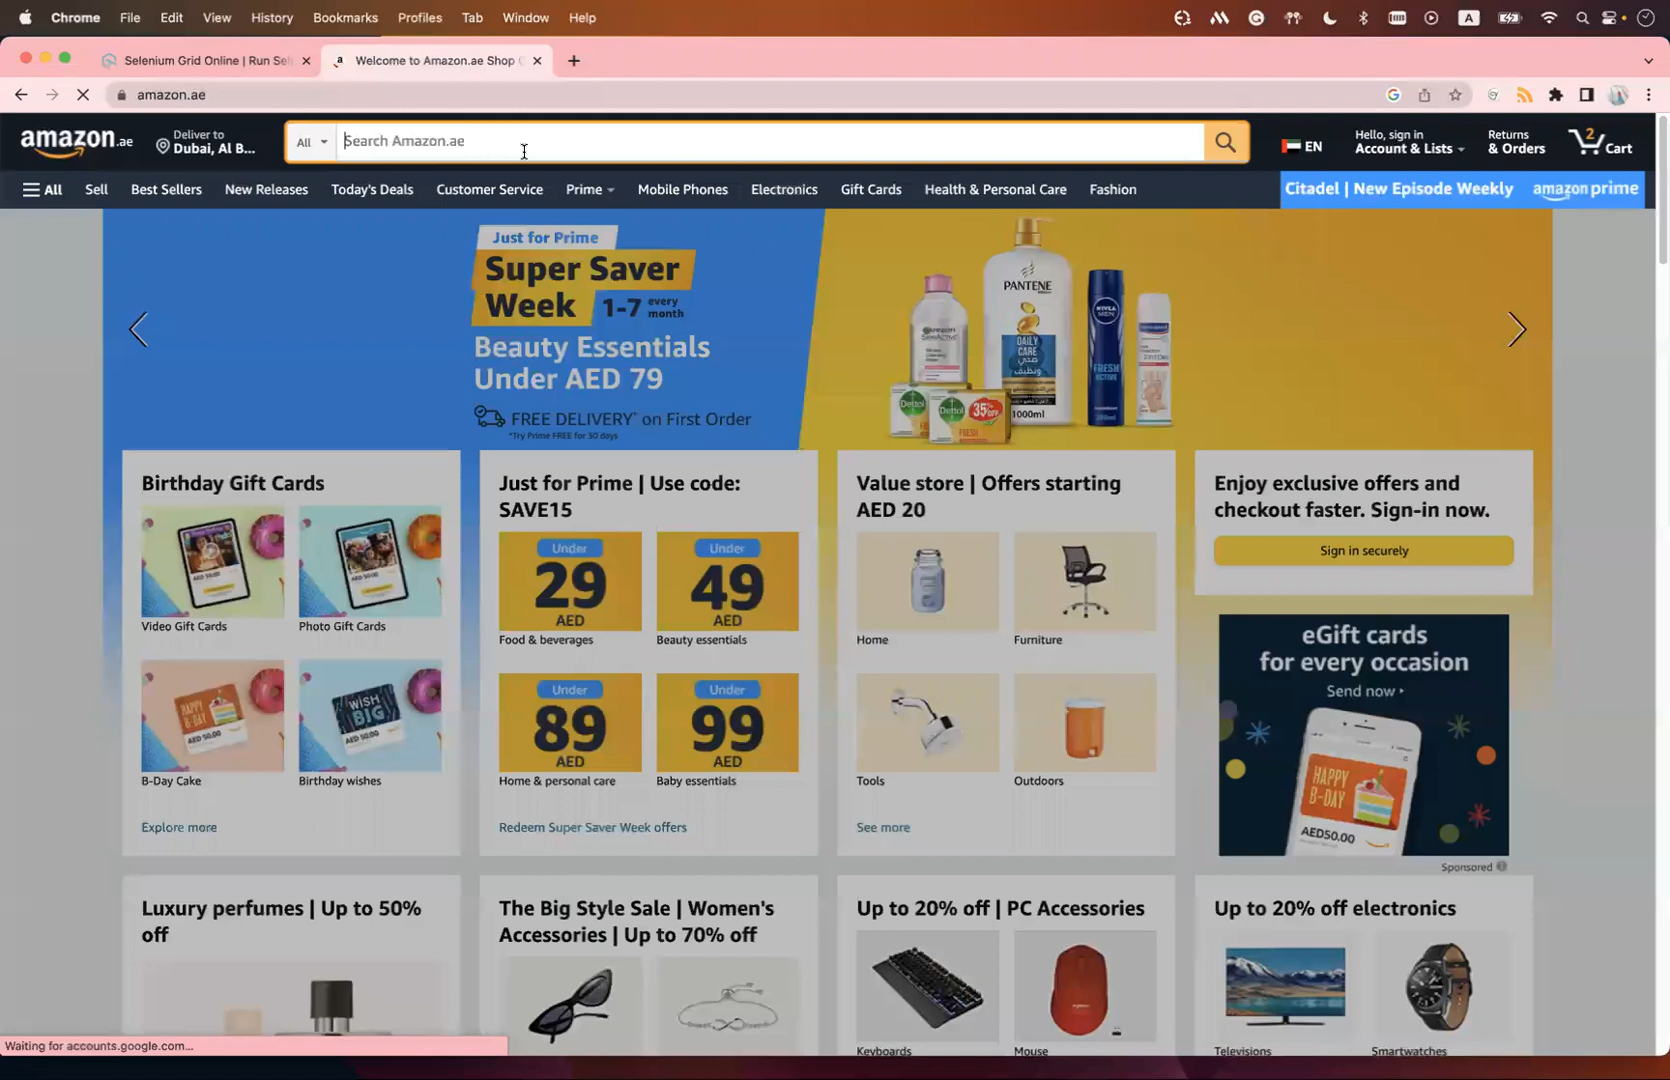 Chrome File Edit View History Bookmarks Profiles Tab Window Help
A
Selenium Grid Online | Run Sel
Welcome to Amazon.ae Shop
amazon.ae
amazon.ae
Deliver to
Dubai, Al B...
All
Search Amazon.ae
EN
Hello, sign in
Account & Lists
Returns
& Orders
2
Cart
All
Sell
Best Sellers
New Releases
Today's Deals
Customer Service
Prime
Mobile Phones
Electronics
Gift Cards
Health & Personal Care
Fashion
Citadel | New Episode Weekly
amazon prime
Just for Prime
Super Saver
Week
1-7 every
month
Beauty Essentials
Under AED 79
FREE DELIVERY* on First Order
*Try Prime FREE for 30 days
PANTENE
DAILY
CARE
1000ml
NIVEA
MEN
FRESH
ACTIVE
Dettol
Dettol
35%
FRESH
Birthday Gift Cards
Video Gift Cards
Photo Gift Cards
HAPPY
B-DAY
AED 50.00
WISH
BIG
AED 50.00
B-Day Cake
Birthday wishes
Explore more
Just for Prime | Use code:
SAVE15
Under
29
AED
Food & beverages
Under
49
AED
Beauty essentials
Under
89
AED
Home & personal care
Under
99
AED
Baby essentials
Redeem Super Saver Week offers
Value store | Offers starting
AED 20
Home
Furniture
Tools
Outdoors
See more
Enjoy exclusive offers and
checkout faster. Sign-in now.
Sign in securely
eGift cards
for every occasion
Send now
HAPPY
B-DAY
AED50.00
Sponsored
Luxury perfumes | Up to 50%
off
The Big Style Sale | Women's
Accessories | Up to 70% off
Up to 20% off | PC Accessories
Keyboards
Mouse
Up to 20% off electronics
Televisions
Smartwatches
Waiting for accounts.google.com...